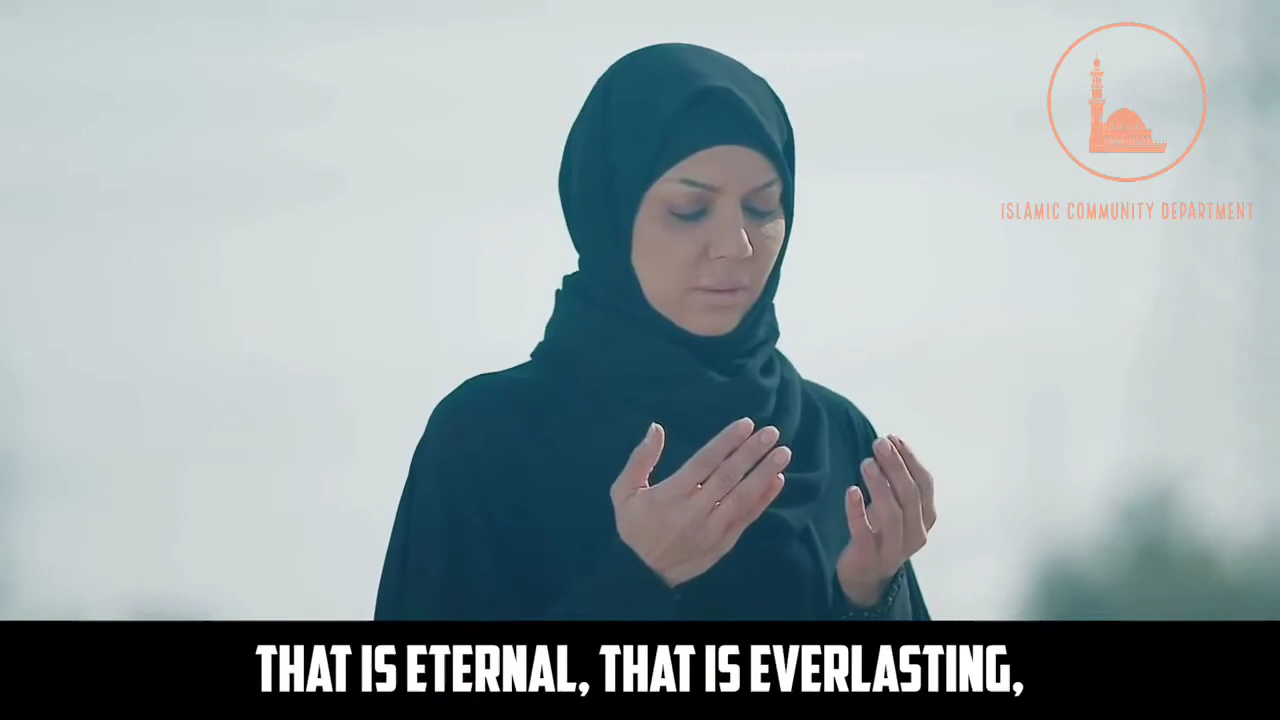 ISLAMIC COMMUNITY DEPARTMENT
THAT IS ETERNAL, THAT IS EVERLASTING,